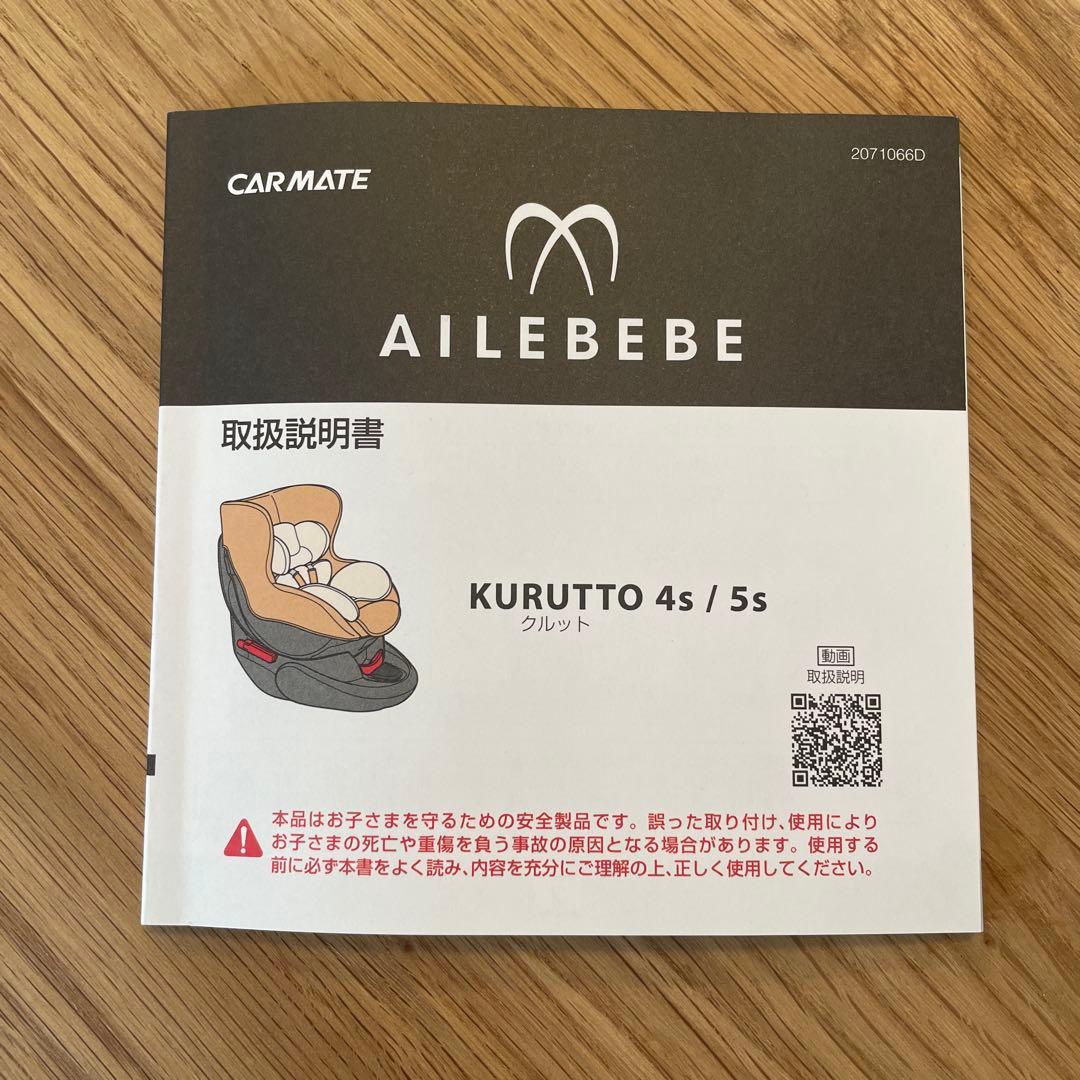 CARMATE
2071066D
AILEBEBE
取扱説明書
KURUTTO 4s / 5s
クルット
動画
取扱説明
本品はお子さまを守るための安全製品です。誤った取り付け、使用により
お子さまの死亡や重傷を負う事故の原因となる場合があります。使用する
前に必ず本書をよく読み、内容を充分にご理解の上、正しく使用してください。